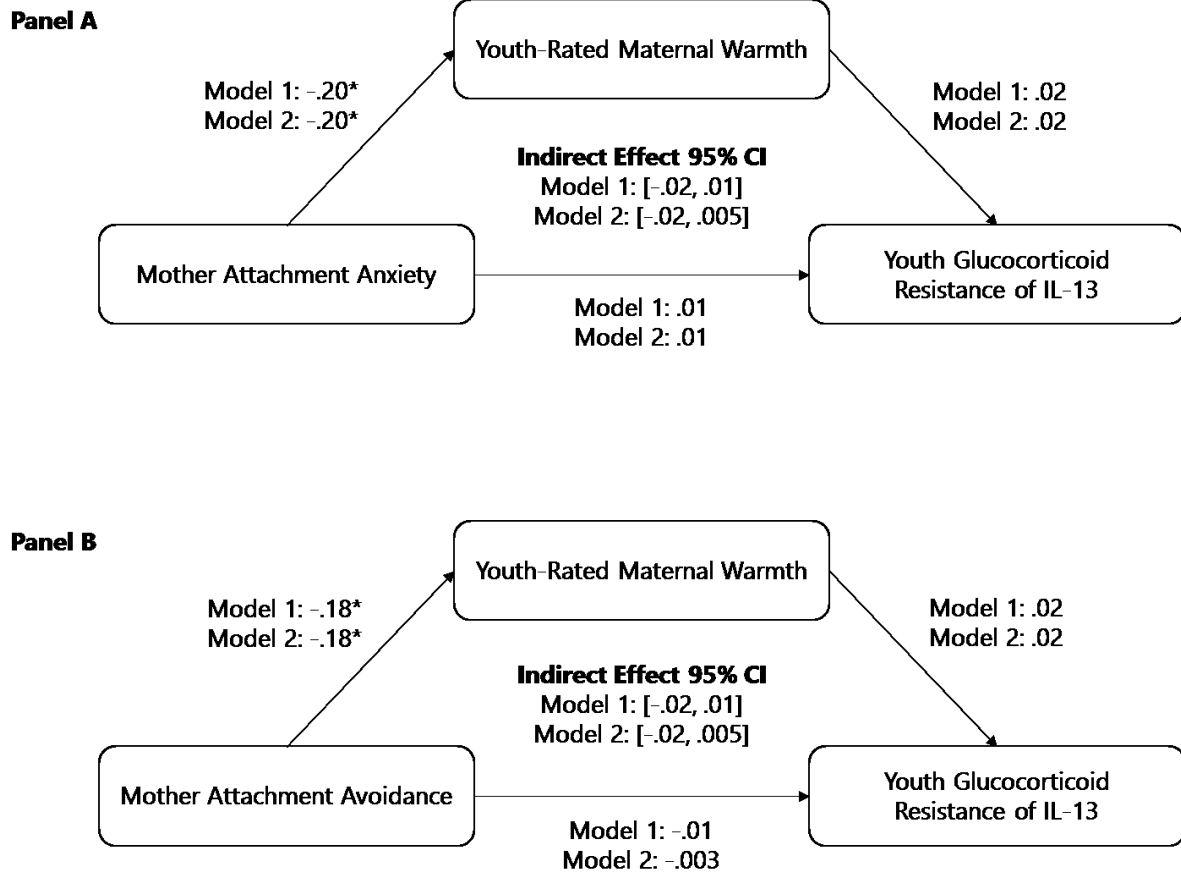 Panel A
Youth-Rated Maternal Warmth
Model 1: -.20*
Model 2: -.20*
Model 1: .02
Model 2: .02
Indirect Effect 95% CI
Model 1: [-.02, .01]
Model 2: [-.02, .005]
Mother Attachment Anxiety
Youth Glucocorticoid
Resistance of IL-13
Model 1: .01
Model 2: .01
Panel B
Youth-Rated Maternal Warmth
Model 1: -.18*
Model 2: -.18*
Model 1: .02
Model 2: .02
Indirect Effect 95% CI
Model 1: [-.02, .01]
Model 2: [-.02, .005]
Mother Attachment Avoidance
Youth Glucocorticoid
Resistance of IL-13
Model 1: -.01
Model 2: -.003